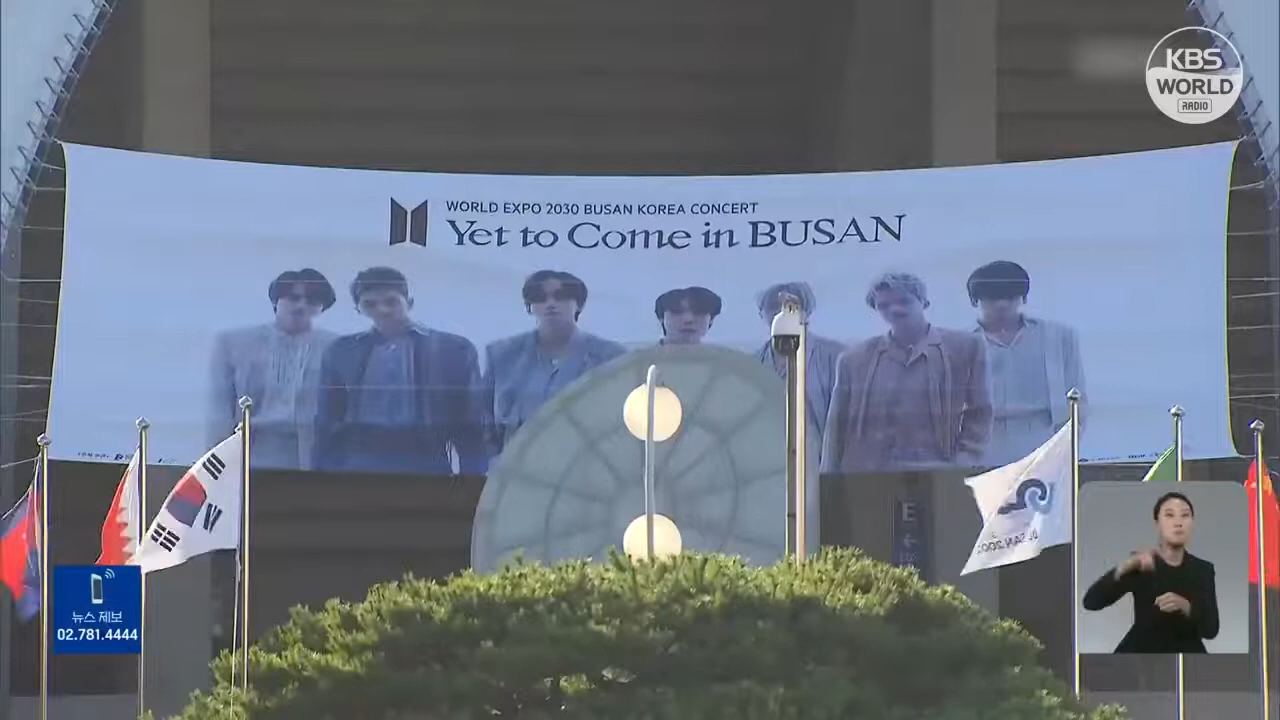 KBS
WORLD
RADIO
WORLD EXPO 2030 BUSAN KOREA CONCERT
Yet to Come in BUSAN
E
뉴스 제보
02.781.4444